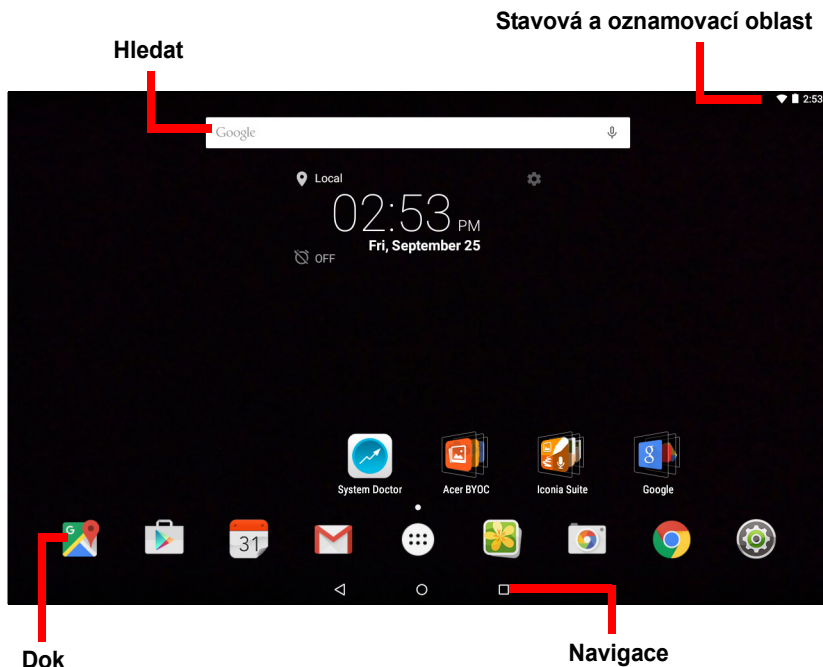 Stavová a oznamovací oblast
Hledat
2:53
Google
Local
02:53 PM
Fri, September 25
OFF
8
System Doctor
Acer BYOC
Iconia Suite
Google
G
31
Dok
Navigace